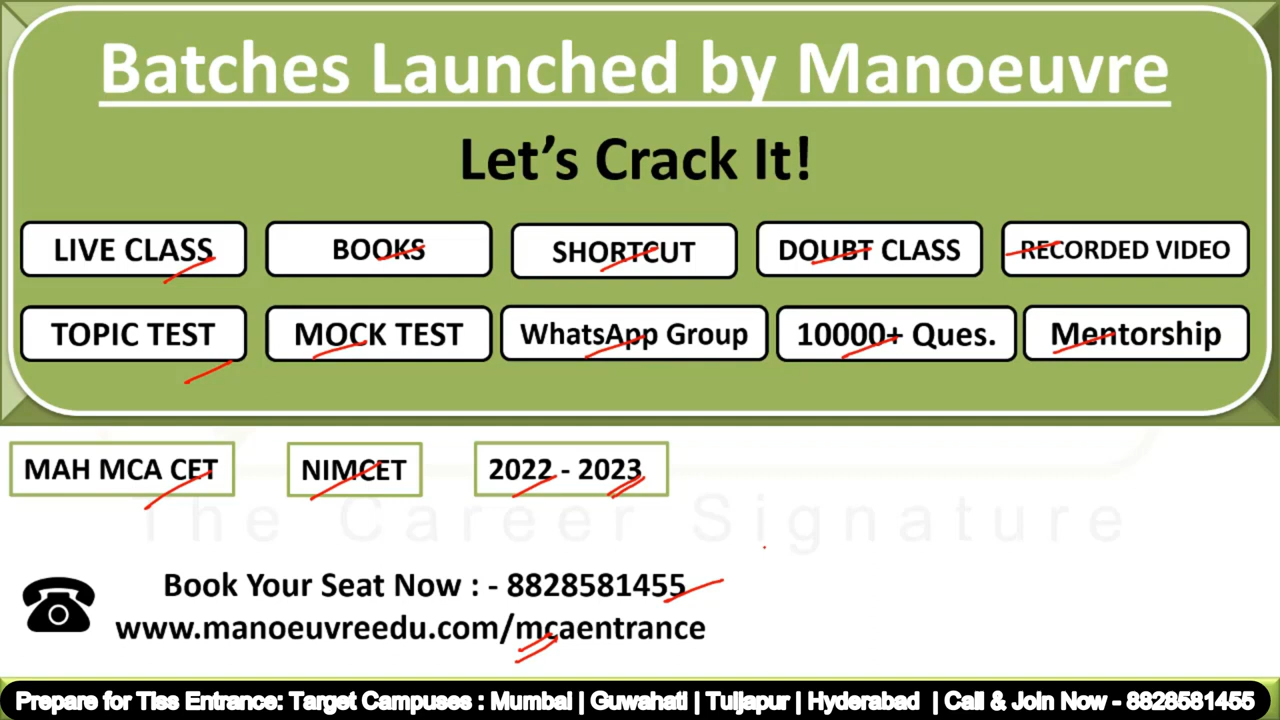 Batches Launched by Manoeuvre
Let's Crack It!
LIVE CLASS BOOKS SHORTCUT DOUBT CLASS RECORDED VIDEO
TOPIC TEST MOCK TEST WhatsApp Group 10000+ Ques. Mentorship
MAH MCA CET NIMCET 2022 - 2023
The Career Signature
Book Your Seat Now : - 8828581455
www.manoeuvreedu.com/mcaentrance
Prepare for Tiss Entrance: Target Campuses : Mumbai | Guwahati | Tuljapur | Hyderabad | Call & Join Now - 8828581455